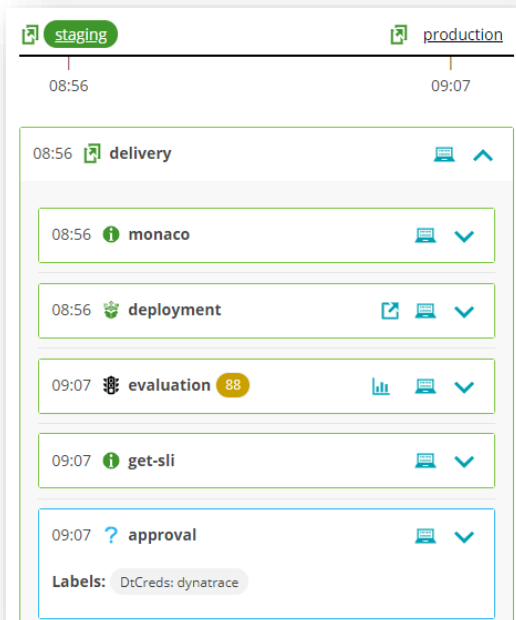 staging production
08:56 09:07
08:56 delivery
08:56 monaco
08:56 deployment
09:07 evaluation 88
09:07 get-sli
09:07 approval
Labels: DtCreds: dynatrace